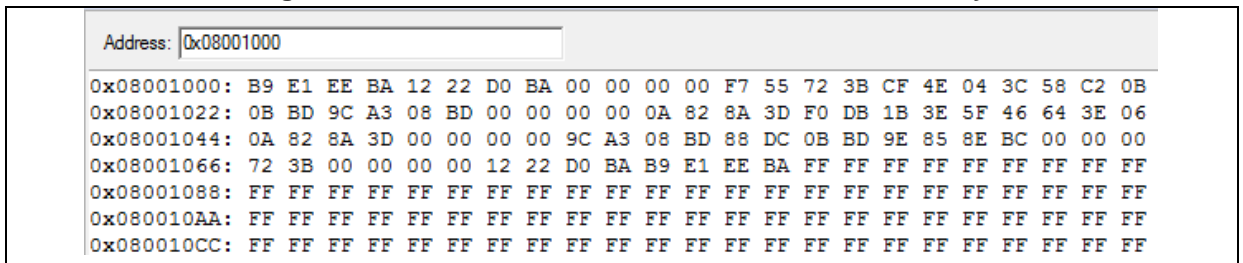 Address: 0x08001000
0x08001000: B9 E1 EE BA 12 22 D0 BA 00 00 00 00 F7 55 72 3B CF 4E 04 3C 58 C2 0B
0x08001022: 0B BD 9C A3 08 BD 00 00 00 00 0A 82 8A 3D F0 DB 1B 3E 5F 46 64 3E 06
0x08001044: 0A 82 8A 3D 00 00 00 00 9C A3 08 BD 88 DC 0B BD 9E 85 8E BC 00 00 00
0x08001066: 72 3B 00 00 00 00 12 22 D0 BA B9 E1 EE BA FF FF FF FF FF FF FF FF FF
0x08001088: FF FF FF FF FF FF FF FF FF FF FF FF FF FF FF FF FF FF FF FF FF FF FF
0x080010AA: FF FF FF FF FF FF FF FF FF FF FF FF FF FF FF FF FF FF FF FF FF FF FF
0x080010CC: FF FF FF FF FF FF FF FF FF FF FF FF FF FF FF FF FF FF FF FF FF FF FF